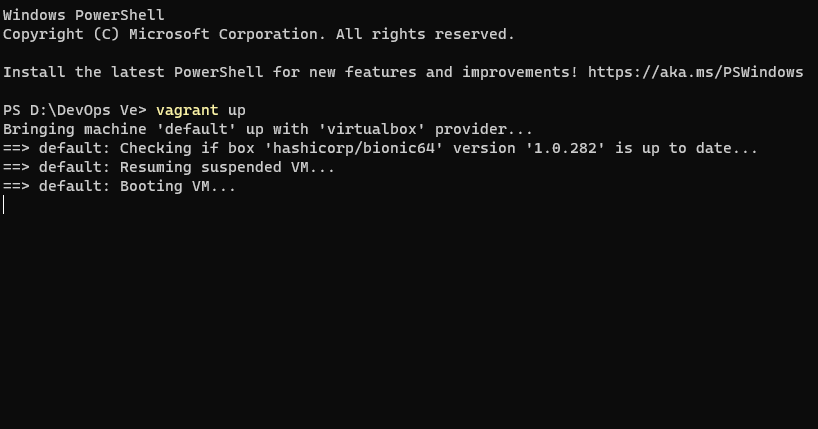 Windows PowerShell
Copyright (C) Microsoft Corporation. All rights reserved.
Install the latest PowerShell for new features and improvements! https://aka.ms/PSWindows
PS D:\DevOps Ve> vagrant up
Bringing machine 'default' up with 'virtualbox' provider...
==> default: Checking if box 'hashicorp/bionic64' version '1.0.282' is up to date...
==> default: Resuming suspended VM...
==> default: Booting VM...